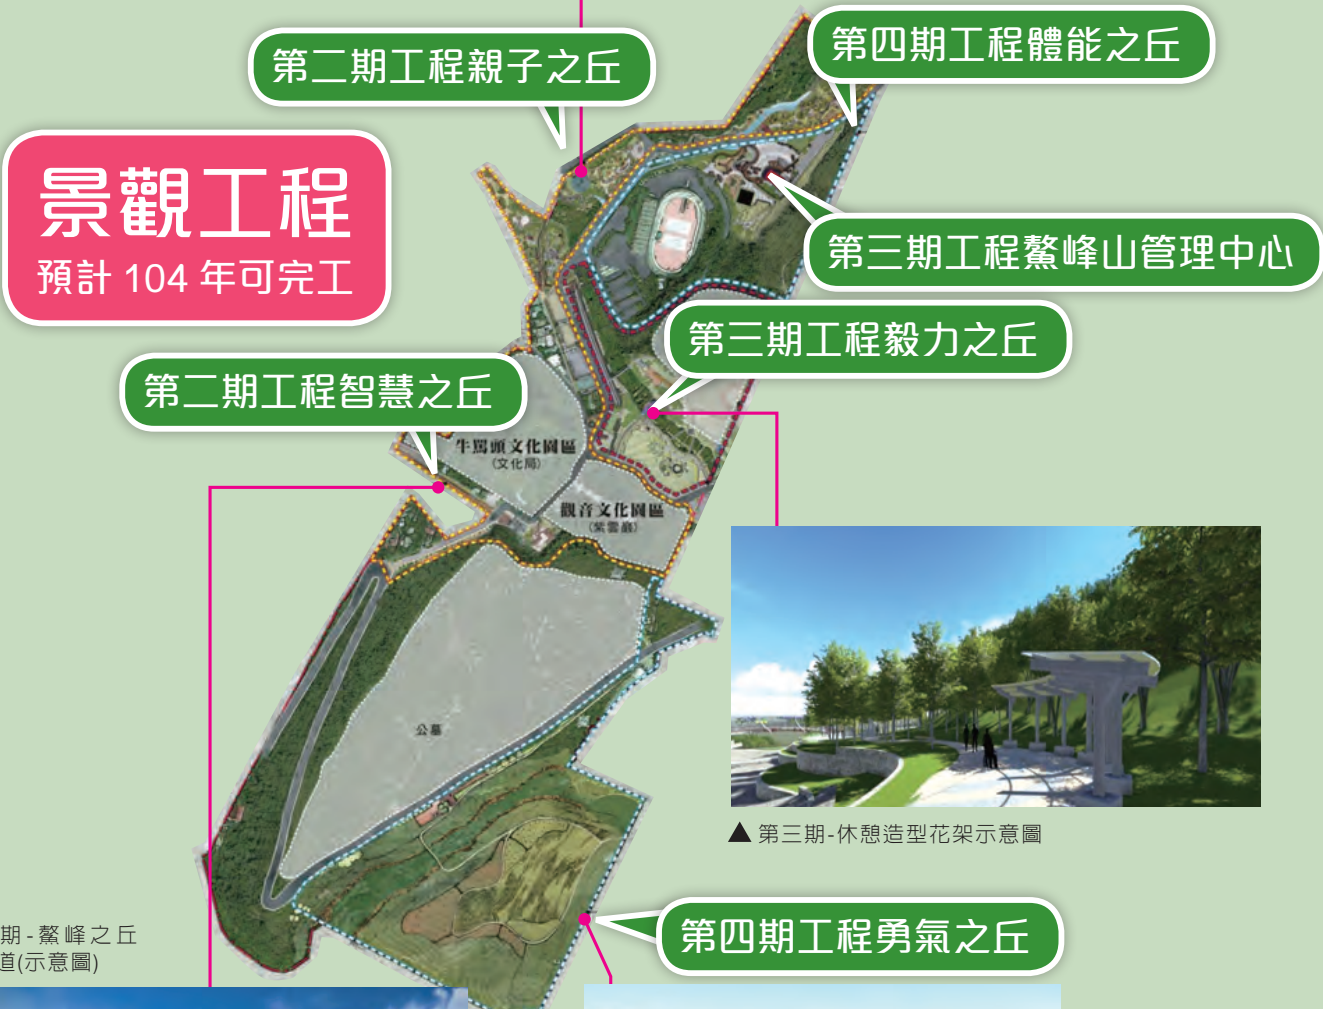 第二期工程親子之丘
第四期工程體能之丘
景觀工程
預計 104 年可完工
第三期工程鰲峰山管理中心
第三期工程毅力之丘
第二期工程智慧之丘
牛罵頭文化園區
(文化局)
觀音文化園區
(紫雲巖)
公墓
▲ 第三期-休憩造型花架示意圖
第四期工程勇氣之丘
期-鰲峰之丘
道(示意圖)